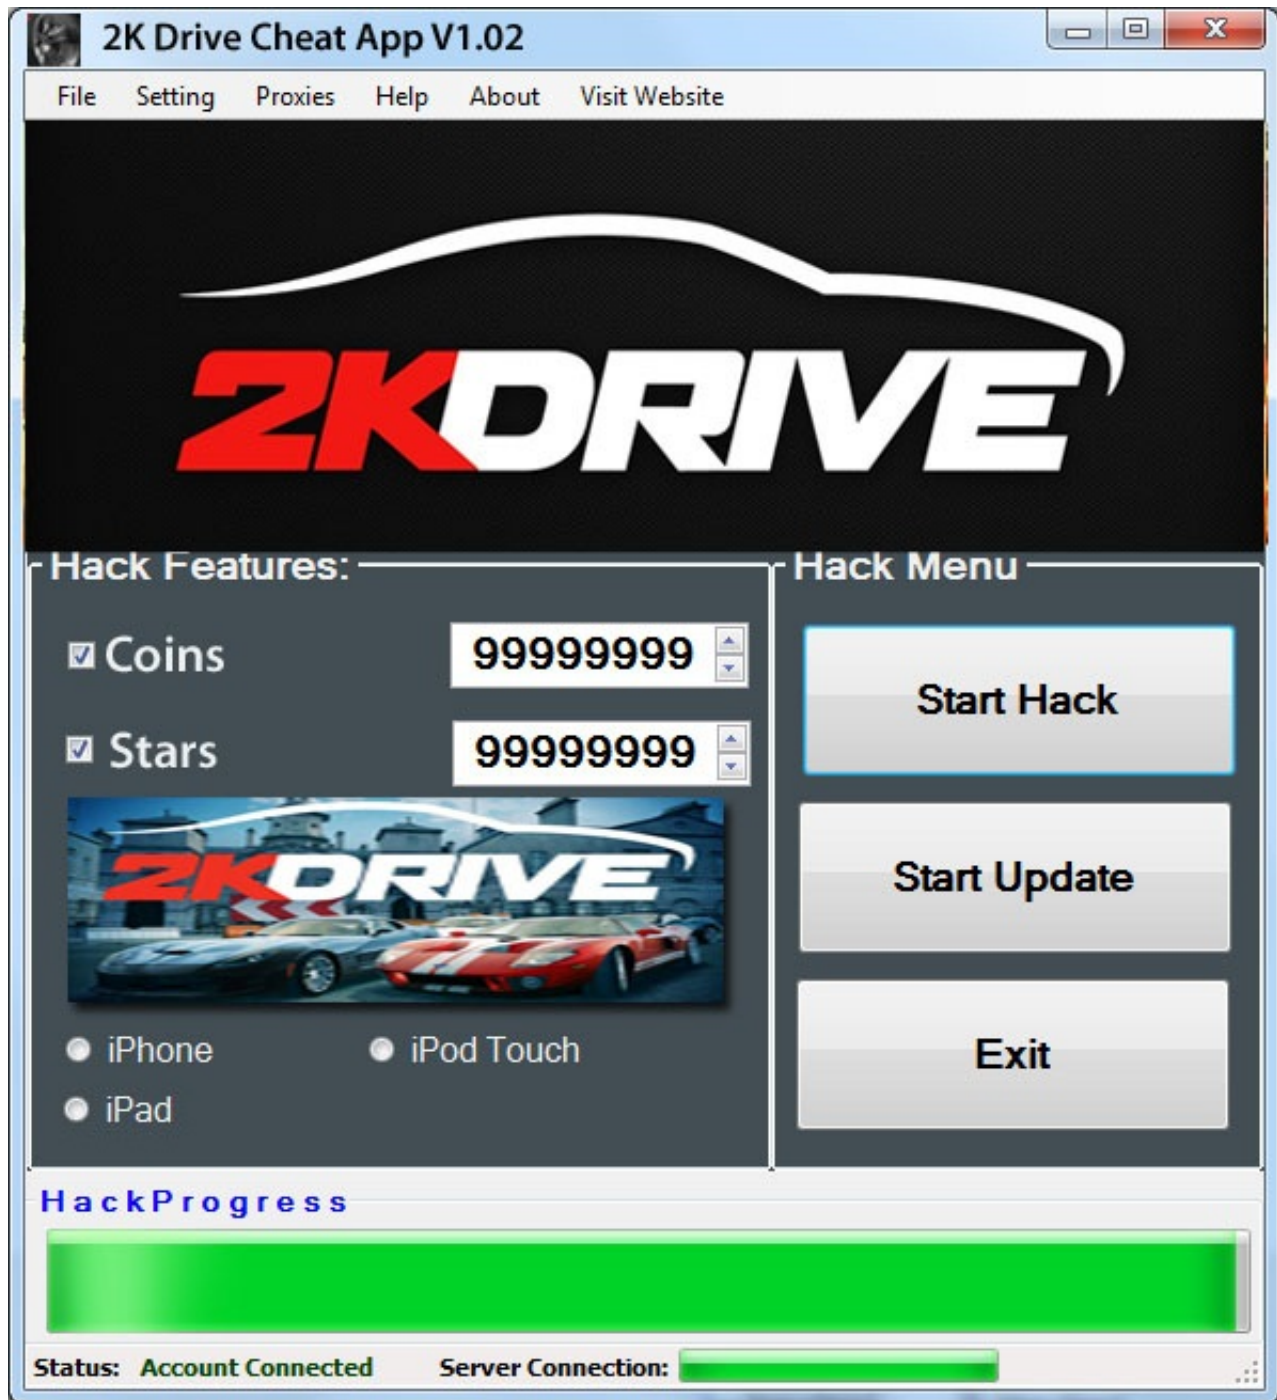 2K Drive Cheat App V1.02
File Setting Proxies Help About Visit Website
2KDRIVE
Hack Features:
Hack Menu
Coins 99999999
Stars 99999999
Start Hack
2KDRIVE
Start Update
iPhone iPod Touch
iPad
Exit
HackProgress
Status: Account Connected Server Connection: